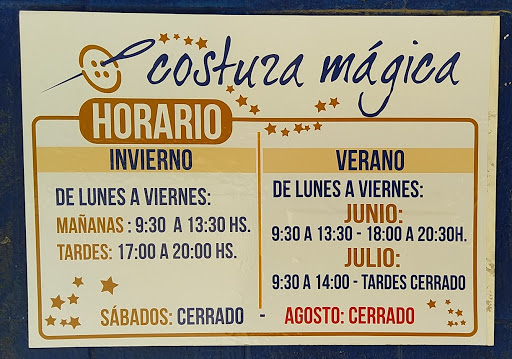 costura mágica
HORARIO
INVIERNO
DE LUNES A VIERNES:
MAÑANAS : 9:30 A 13:30 HS.
TARDES: 17:00 A 20:00 HS.
VERANO
DE LUNES A VIERNES:
JUNIO:
9:30 A 13:30 - 18:00 A 20:30H.
JULIO:
9:30 A 14:00 - TARDES CERRADO
SÁBADOS: CERRADO - AGOSTO: CERRADO